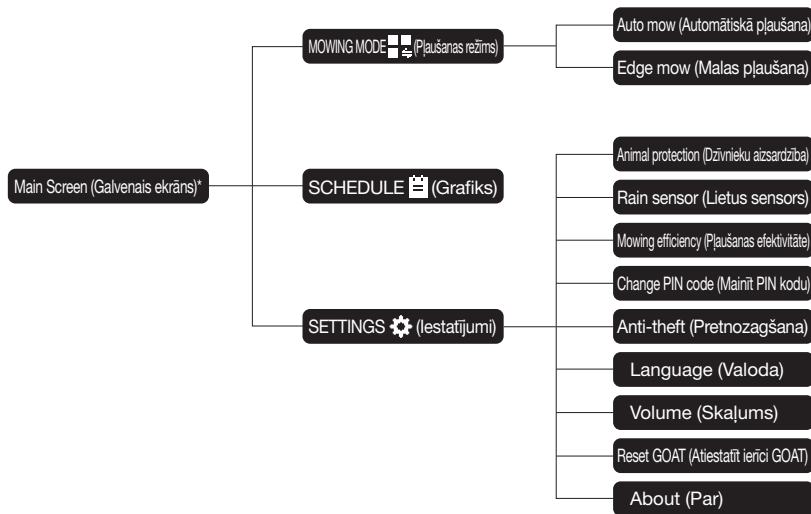 Main Screen (Galvenais ekrāns)*
MOWING MODE (Pļaušanas režīms)
Auto mow (Automātiskā pļaušana)
Edge mow (Malas pļaušana)
SCHEDULE (Grafiks)
SETTINGS (Iestatījumi)
Animal protection (Dzīvnieku aizsardzība)
Rain sensor (Lietus sensors)
Mowing efficiency (Pļaušanas efektivitāte)
Change PIN code (Mainīt PIN kodu)
Anti-theft (Pretnozagšana)
Language (Valoda)
Volume (Skaļums)
Reset GOAT (Atiestatīt ierīci GOAT)
About (Par)